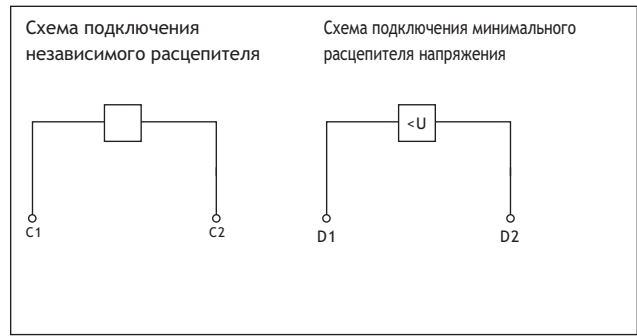 Схема подключения
независимого расцепителя
Схема подключения минимального
расцепителя напряжения
<U
C1
C2
D1
D2